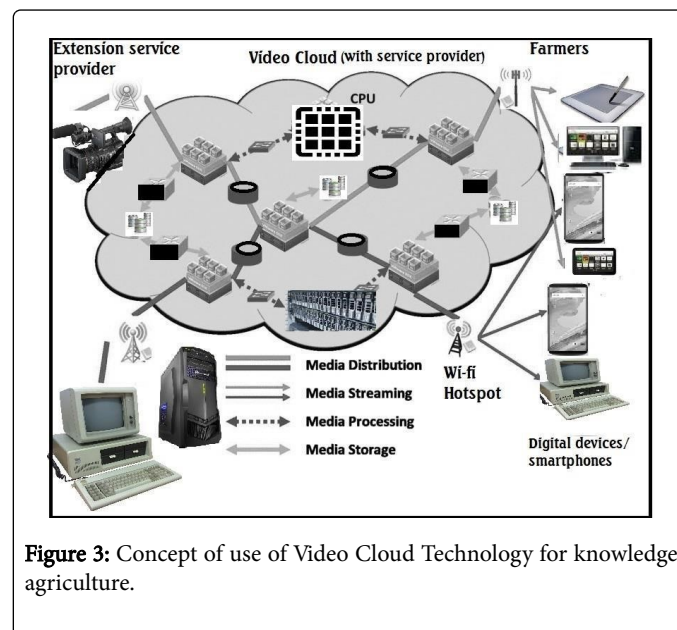 Extension service
provider
Video Cloud (with service provider)
Farmers
CPU
Media Distribution
Media Streaming
Media Processing
Media Storage
Wi-fi
Hotspot
Digital devices/
smartphones
Figure 3: Concept of use of Video Cloud Technology for knowledge
agriculture.